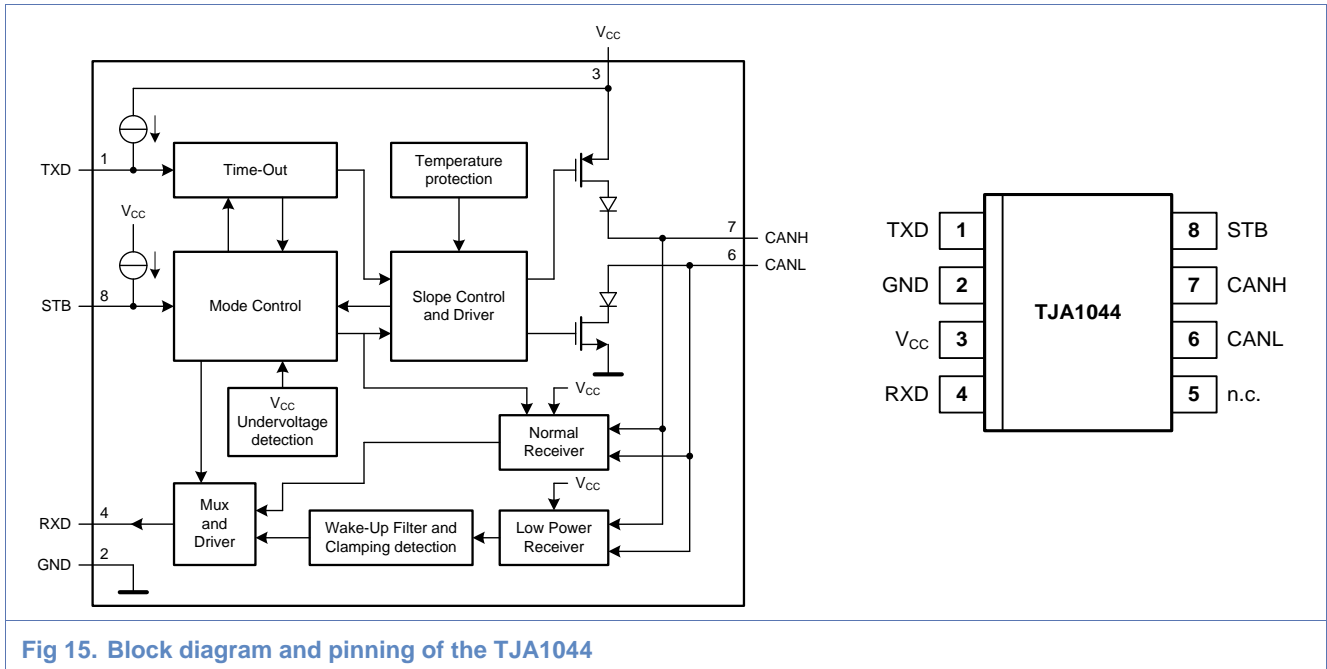 VCC
3
TXD
1
Time-Out
Temperature
protection
VCC
7
CANH
6
CANL
STB
8
Mode Control
Slope Control
and Driver
VCC
Undervoltage
detection
VCC
Normal
Receiver
VCC
RXD
4
Mux
and
Driver
Wake-Up Filter and
Clamping detection
Low Power
Receiver
GND
2
TJA1044
TXD 1
GND 2
VCC 3
RXD 4
8 STB
7 CANH
6 CANL
5 n.c.
Fig 15. Block diagram and pinning of the TJA1044